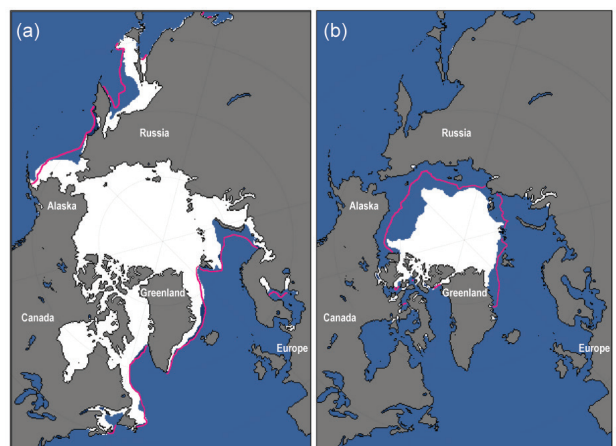 (a)
Russia
Alaska
Greenland
Canada
Europe
(b)
Russia
Alaska
Greenland
Canada
Europe